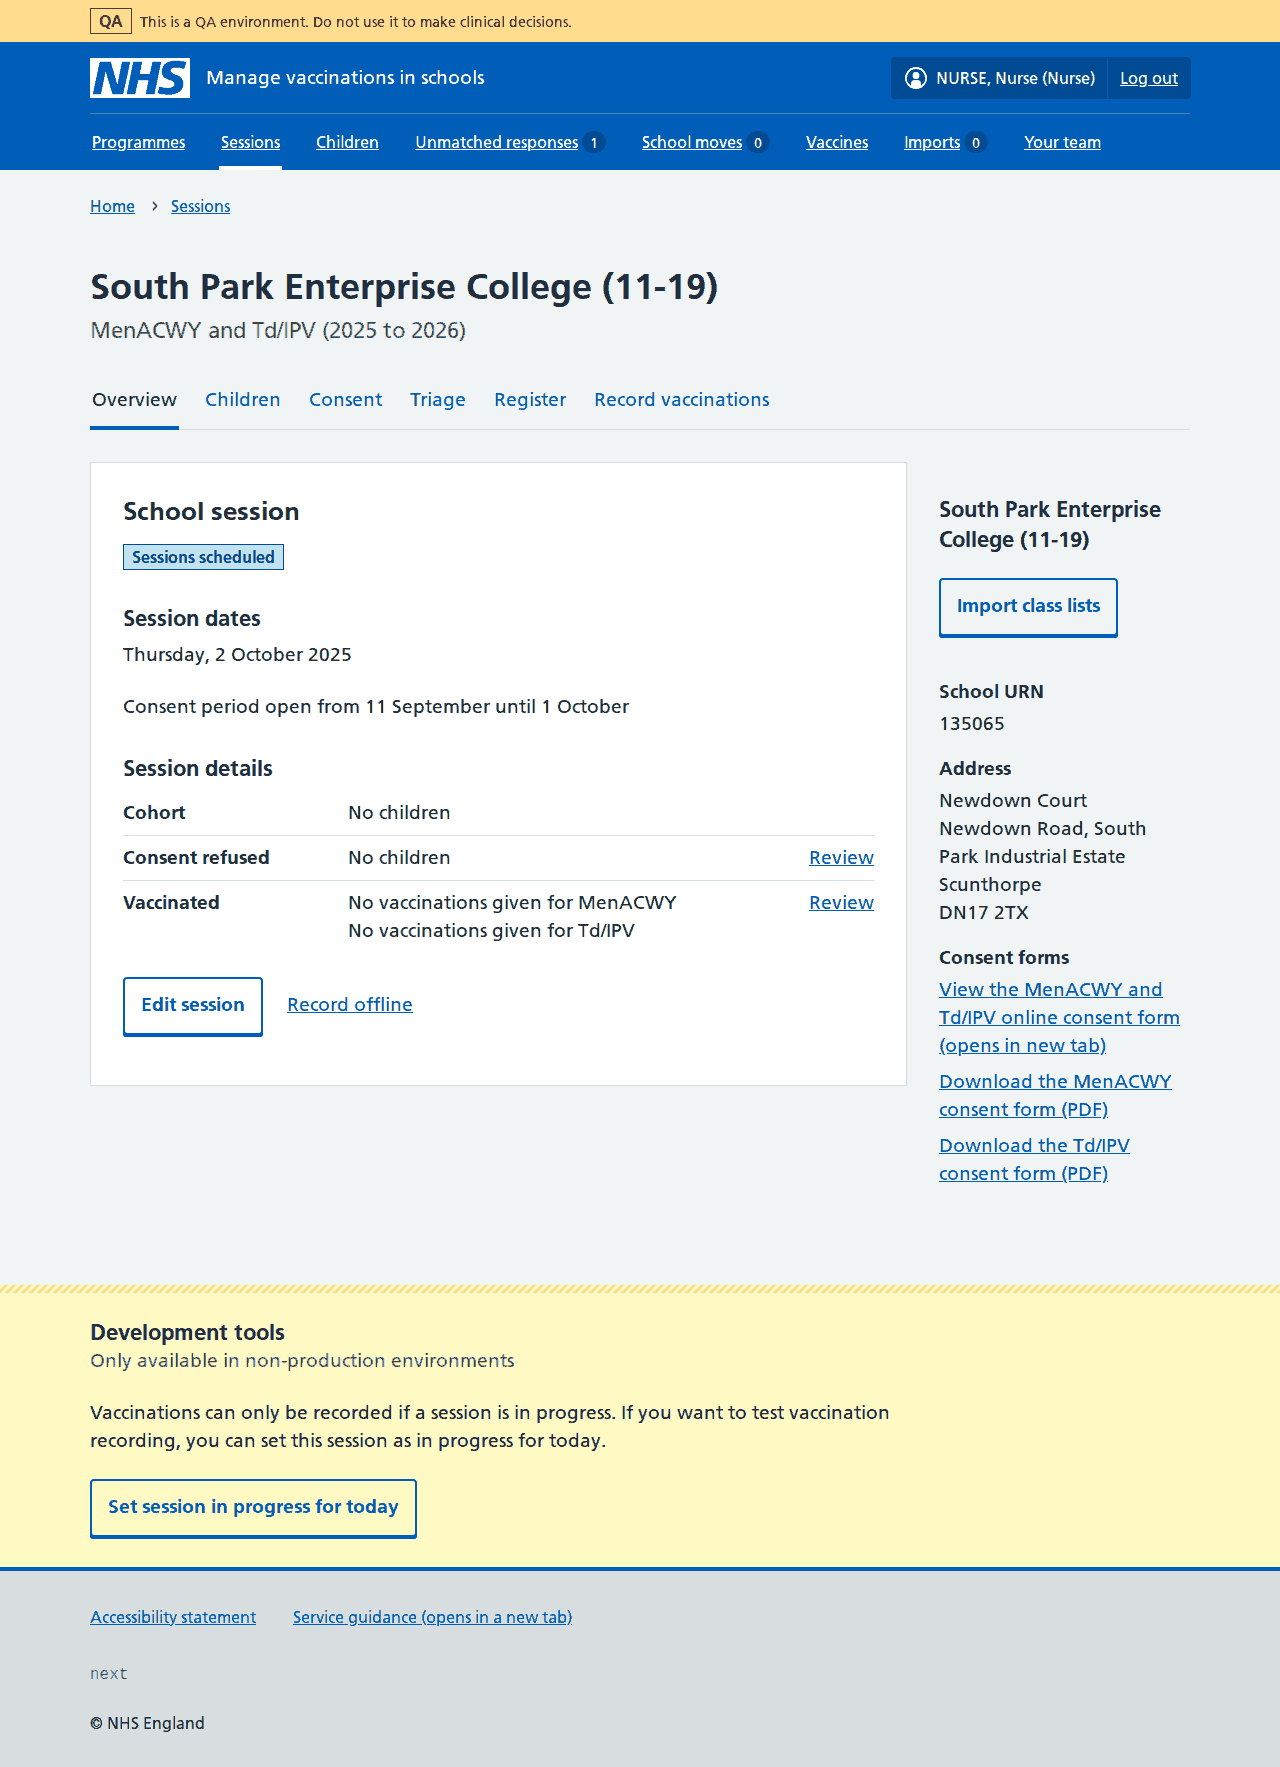 QA This is a QA environment. Do not use it to make clinical decisions.
NHS Manage vaccinations in schools NURSE, Nurse (Nurse) Log out
Programmes Sessions Children Unmatched responses 1 School moves 0 Vaccines Imports 0 Your team
Home › Sessions
South Park Enterprise College (11-19)
MenACWY and Td/IPV (2025 to 2026)
Overview Children Consent Triage Register Record vaccinations
School session
Sessions scheduled
Session dates
Thursday, 2 October 2025
Consent period open from 11 September until 1 October
Session details
Cohort No children
Consent refused No children Review
Vaccinated No vaccinations given for MenACWY Review
No vaccinations given for Td/IPV
Edit session Record offline
South Park Enterprise
College (11-19)
Import class lists
School URN
135065
Address
Newdown Court
Newdown Road, South
Park Industrial Estate
Scunthorpe
DN17 2TX
Consent forms
View the MenACWY and
Td/IPV online consent form
(opens in new tab)
Download the MenACWY
consent form (PDF)
Download the Td/IPV
consent form (PDF)
Development tools
Only available in non-production environments
Vaccinations can only be recorded if a session is in progress. If you want to test vaccination
recording, you can set this session as in progress for today.
Set session in progress for today
Accessibility statement Service guidance (opens in a new tab)
next
© NHS England